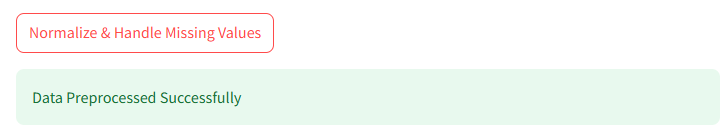 Normalize & Handle Missing Values
Data Preprocessed Successfully